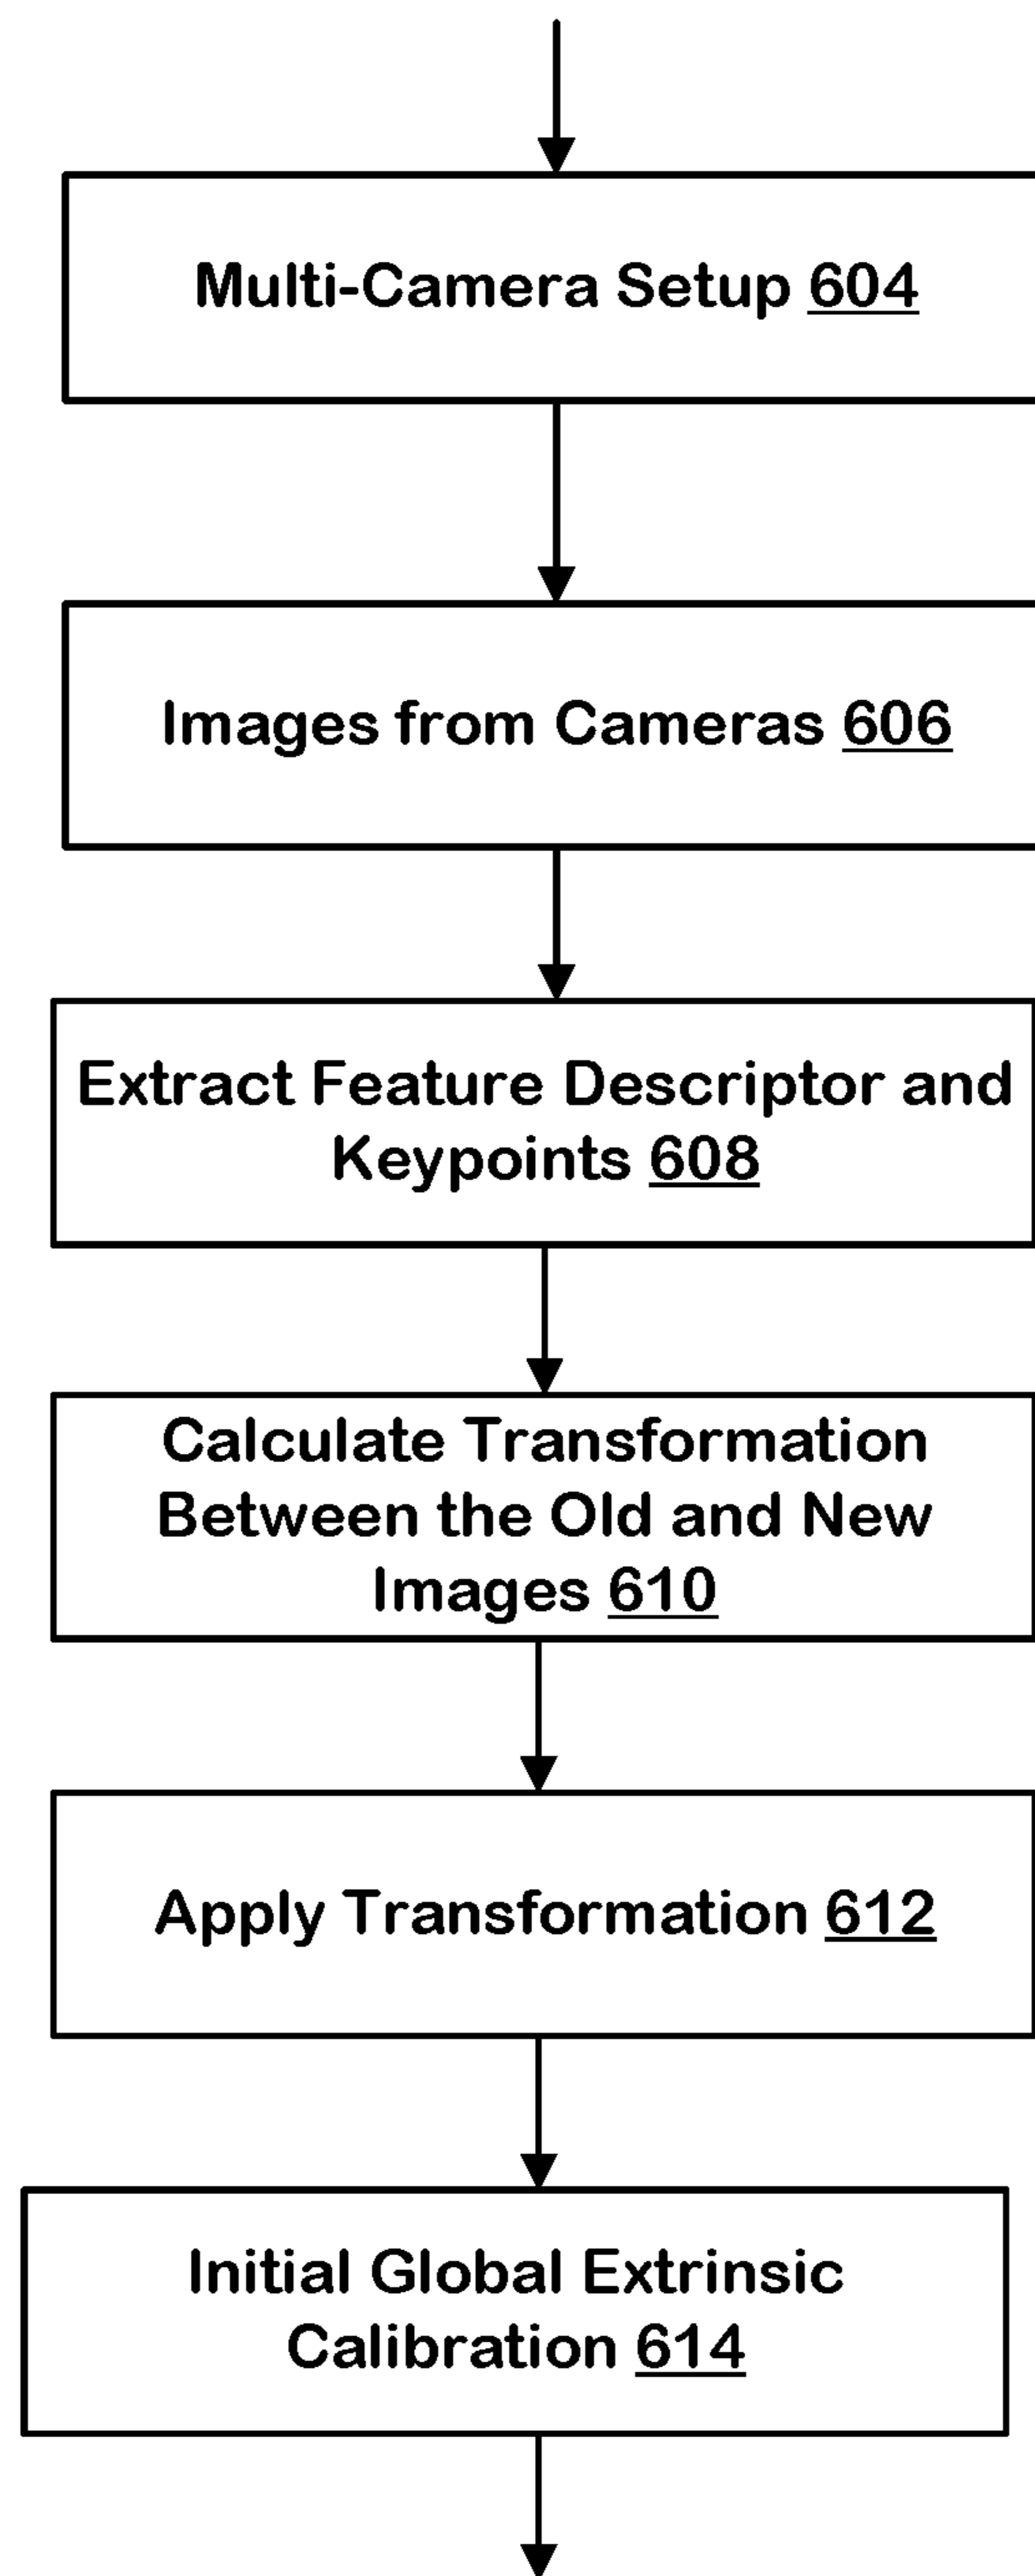 Multi-Camera Setup 604
Images from Cameras 606
Extract Feature Descriptor and
Keypoints 608
Calculate Transformation
Between the Old and New
Images 610
Apply Transformation 612
Initial Global Extrinsic
Calibration 614